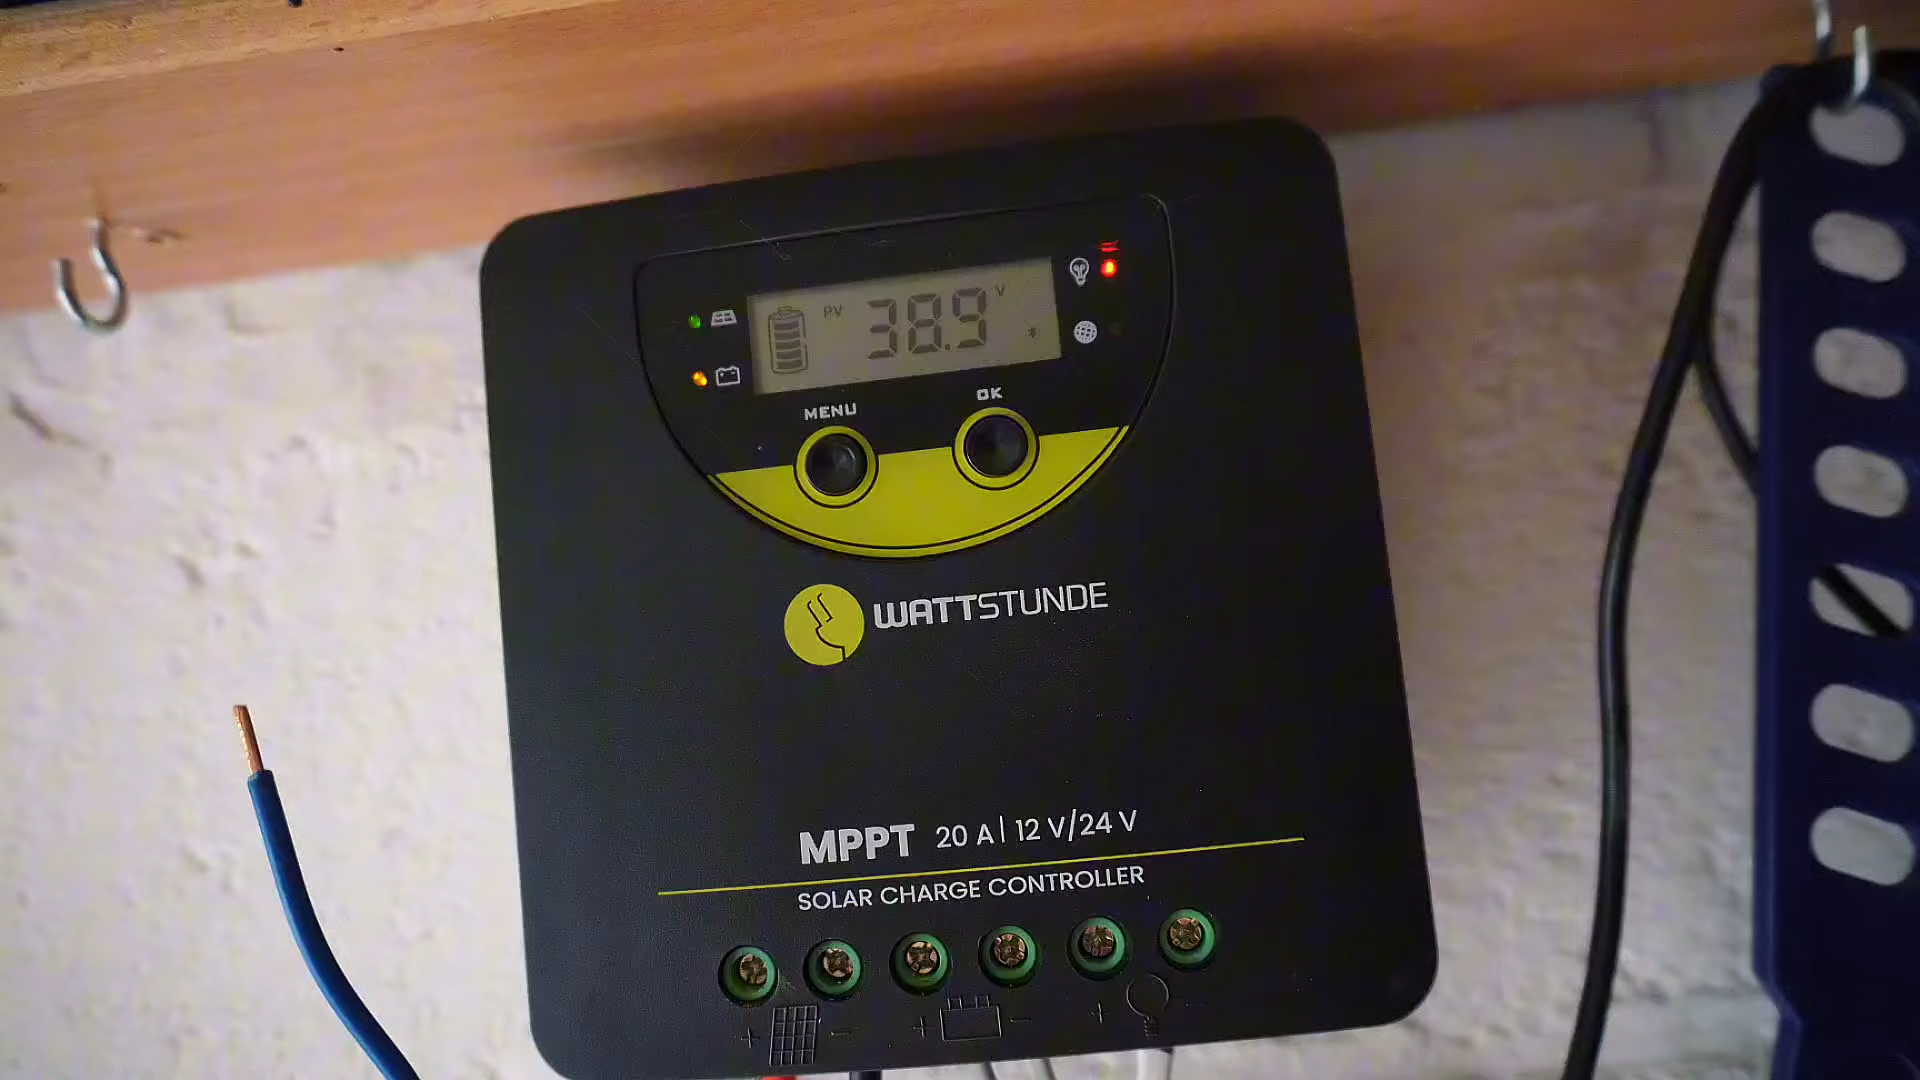 PV 38.9 V
MENU
OK
WATTSTUNDE
MPPT 20 A | 12 V/24 V
SOLAR CHARGE CONTROLLER
+ - + - +